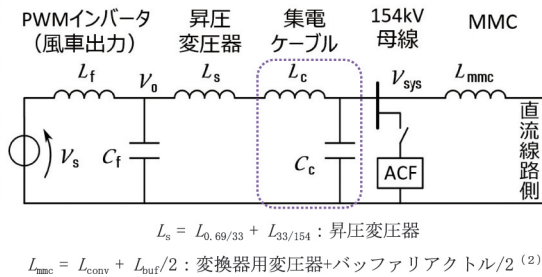 PWMインバータ
(風車出力)
昇圧
変圧器
集電
ケーブル
154kV
母線
MMC
L_f
v_o
L_s
L_c
v_sys
L_mmc
v_s
C_f
C_c
ACF
直流線路側
L_s = L_0.69/33 + L_33/154 : 昇圧変圧器
L_mmc = L_conv + L_buf/2 : 変換器用変圧器+バッファリアクトル/2 (2)